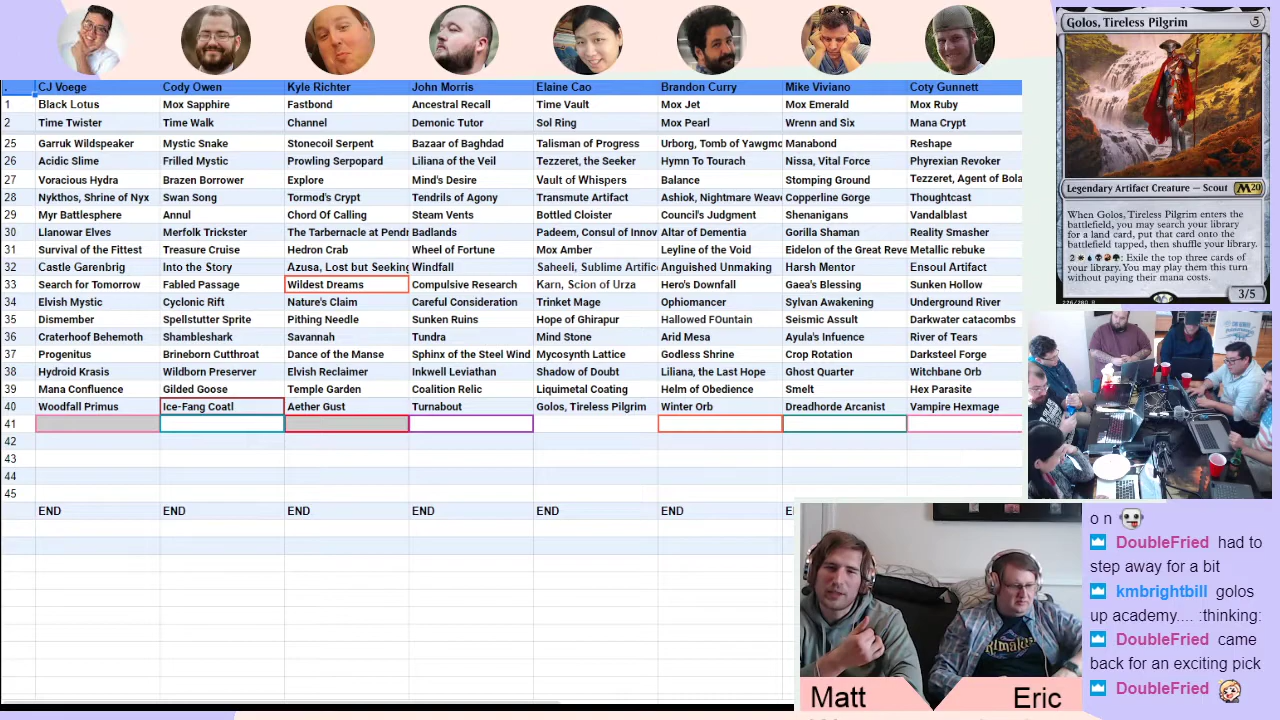 . CJ Voege Cody Owen Kyle Richter John Morris Elaine Cao Brandon Curry Mike Viviano Coty Gunnett
1 Black Lotus Mox Sapphire Fastbond Ancestral Recall Time Vault Mox Jet Mox Emerald Mox Ruby
2 Time Twister Time Walk Channel Demonic Tutor Sol Ring Mox Pearl Wrenn and Six Mana Crypt
25 Garruk Wildspeaker Mystic Snake Stonecoil Serpent Bazaar of Baghdad Talisman of Progress Urborg, Tomb of Yawgmo Manabond Reshape
26 Acidic Slime Frilled Mystic Prowling Serpopard Liliana of the Veil Tezzeret, the Seeker Hymn To Tourach Nissa, Vital Force Phyrexian Revoker
27 Voracious Hydra Brazen Borrower Explore Mind's Desire Vault of Whispers Balance Stomping Ground Tezzeret, Agent of Bola
28 Nykthos, Shrine of Nyx Swan Song Tormod's Crypt Tendrils of Agony Transmute Artifact Ashiok, Nightmare Weave Copperline Gorge Thoughtcast
29 Myr Battlesphere Annul Chord Of Calling Steam Vents Bottled Cloister Council's Judgment Shenanigans Vandalblast
30 Llanowar Elves Merfolk Trickster The Tarbernacle at Pendr Badlands Padeem, Consul of Innov Altar of Dementia Gorilla Shaman Reality Smasher
31 Survival of the Fittest Treasure Cruise Hedron Crab Wheel of Fortune Mox Amber Leyline of the Void Eidelon of the Great Reve Metallic rebuke
32 Castle Garenbrig Into the Story Azusa, Lost but Seeking Windfall Saheeli, Sublime Artific Anguished Unmaking Harsh Mentor Ensoul Artifact
33 Search for Tomorrow Fabled Passage Wildest Dreams Compulsive Research Karn, Scion of Urza Hero's Downfall Gaea's Blessing Sunken Hollow
34 Elvish Mystic Cyclonic Rift Nature's Claim Careful Consideration Trinket Mage Ophiomancer Sylvan Awakening Underground River
35 Dismember Spellstutter Sprite Pithing Needle Sunken Ruins Hope of Ghirapur Hallowed FOuntain Seismic Assult Darkwater catacombs
36 Craterhoof Behemoth Shambleshark Savannah Tundra Mind Stone Arid Mesa Ayula's Infuence River of Tears
37 Progenitus Brineborn Cutthroat Dance of the Manse Sphinx of the Steel Wind Mycosynth Lattice Godless Shrine Crop Rotation Darksteel Forge
38 Hydroid Krasis Wildborn Preserver Elvish Reclaimer Inkwell Leviathan Shadow of Doubt Liliana, the Last Hope Ghost Quarter Witchbane Orb
39 Mana Confluence Gilded Goose Temple Garden Coalition Relic Liquimetal Coating Helm of Obedience Smelt Hex Parasite
40 Woodfall Primus Ice-Fang Coatl Aether Gust Turnabout Golos, Tireless Pilgrim Winter Orb Dreadhorde Arcanist Vampire Hexmage
41
42
43
44
45
END END END END END END
Golos, Tireless Pilgrim 5
Legendary Artifact Creature — Scout M20
When Golos, Tireless Pilgrim enters the
battlefield, you may search your library
for a land card, put that card onto the
battlefield tapped, then shuffle your library.
2: Exile the top three cards of
your library. You may play them this turn
without paying their mana costs.
3/5
o n
DoubleFried had to
step away for a bit
kmbrightbill golos
up academy.... :thinking:
DoubleFried came
back for an exciting pick
DoubleFried
Matt Eric